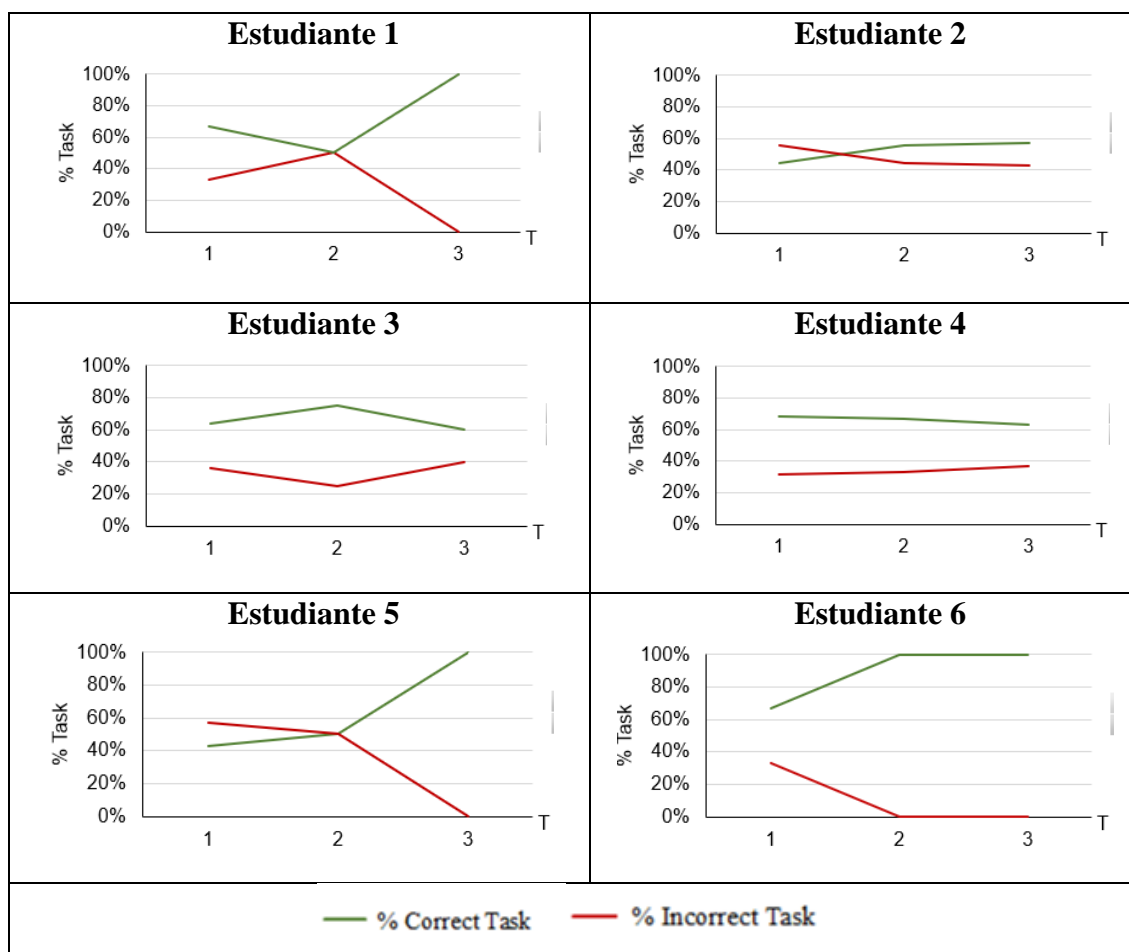 Estudiante 1
100%
80%
60%
40%
20%
0%
% Task
1 2 3 T
Estudiante 2
100%
80%
60%
40%
20%
0%
% Task
1 2 3 T
Estudiante 3
100%
80%
60%
40%
20%
0%
% Task
1 2 3 T
Estudiante 4
100%
80%
60%
40%
20%
0%
% Task
1 2 3 T
Estudiante 5
100%
80%
60%
40%
20%
0%
% Task
1 2 3 T
Estudiante 6
100%
80%
60%
40%
20%
0%
% Task
1 2 3 T
% Correct Task % Incorrect Task